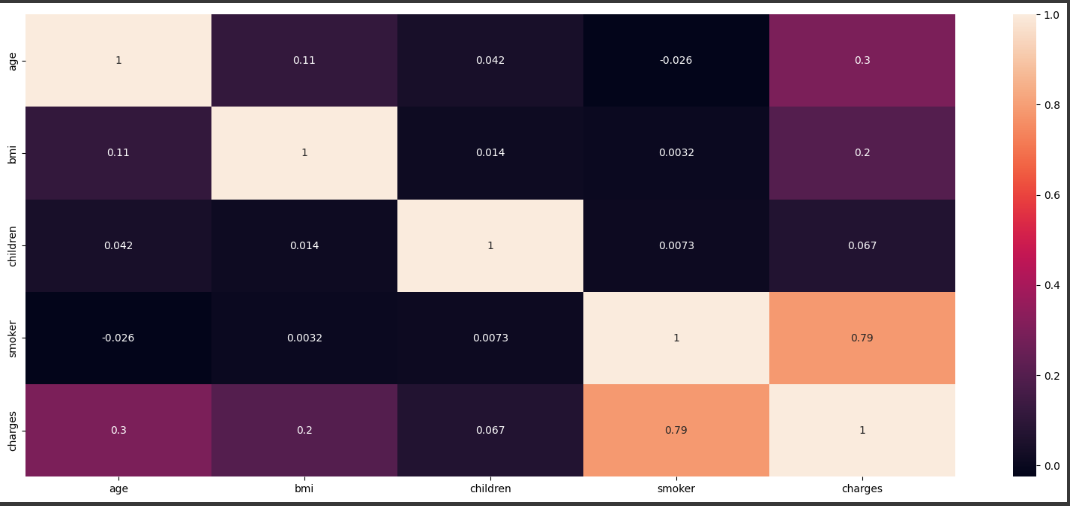 age 1 0.11 0.042 -0.026 0.3
bmi 0.11 1 0.014 0.0032 0.2
children 0.042 0.014 1 0.0073 0.067
smoker -0.026 0.0032 0.0073 1 0.79
charges 0.3 0.2 0.067 0.79 1
age bmi children smoker charges
1.0
0.8
0.6
0.4
0.2
0.0